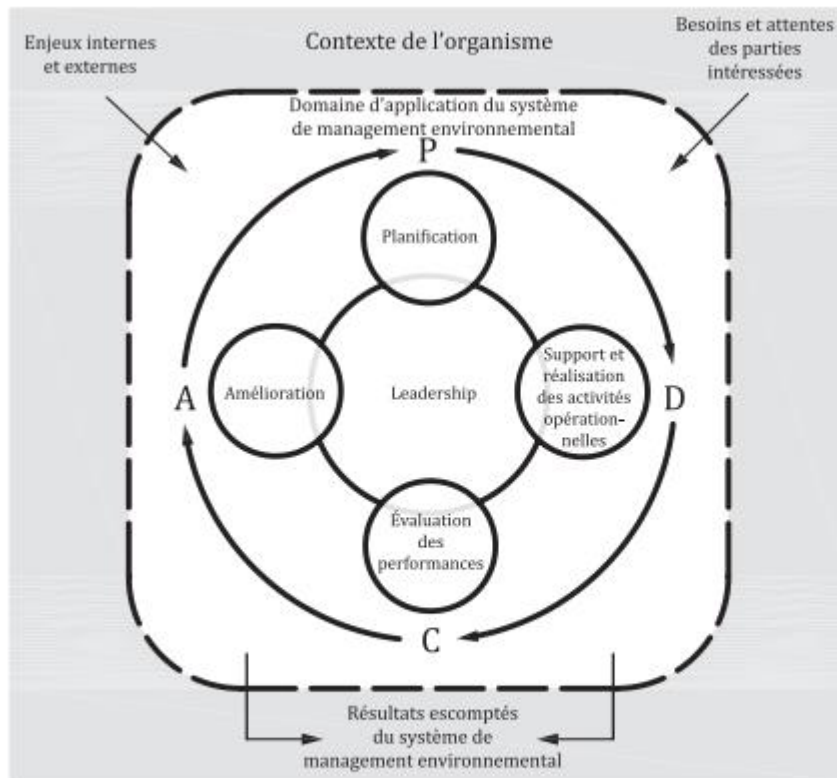 Enjeux internes
et externes
Contexte de l'organisme
Besoins et attentes
des parties
intéressées
Domaine d'application du système
de management environnemental
P
Planification
A
Amélioration
Leadership
Support et
réalisation
des activités
opération-
nelles
D
Évaluation
des
performances
C
Résultats escomptés
du système de
management environnemental